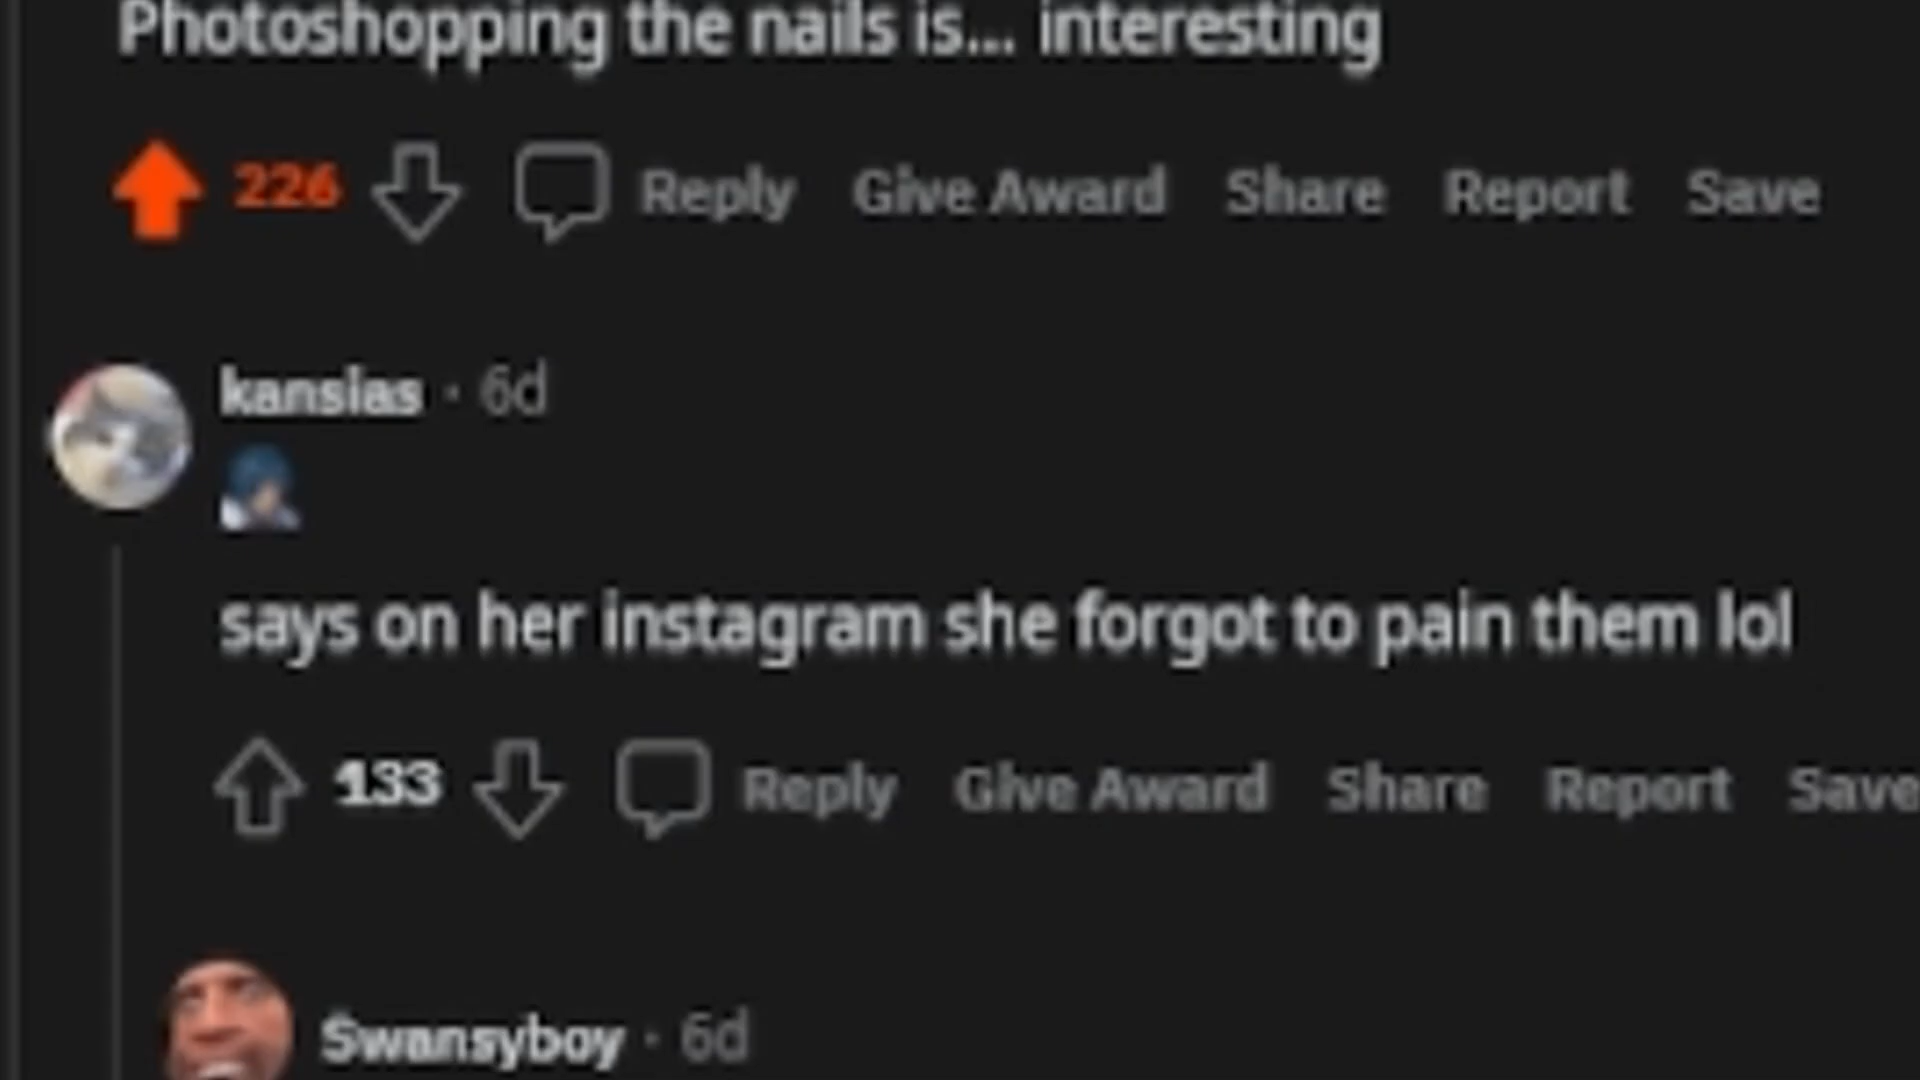 Photoshopping the nails is... interesting
226 Reply Give Award Share Report Save
kansias · 6d
says on her instagram she forgot to pain them lol
133 Reply Give Award Share Report Save
Swansyboy · 6d